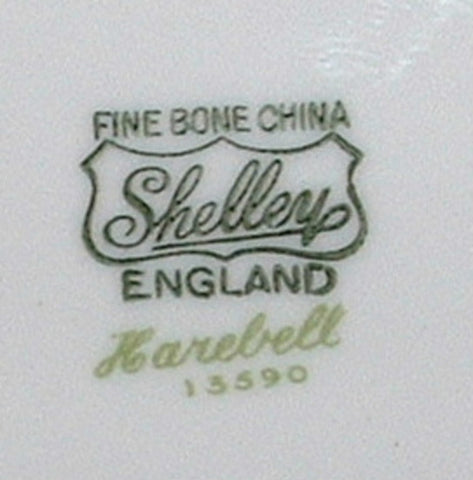 FINE BONE CHINA
Shelley
ENGLAND
Harebell
13590